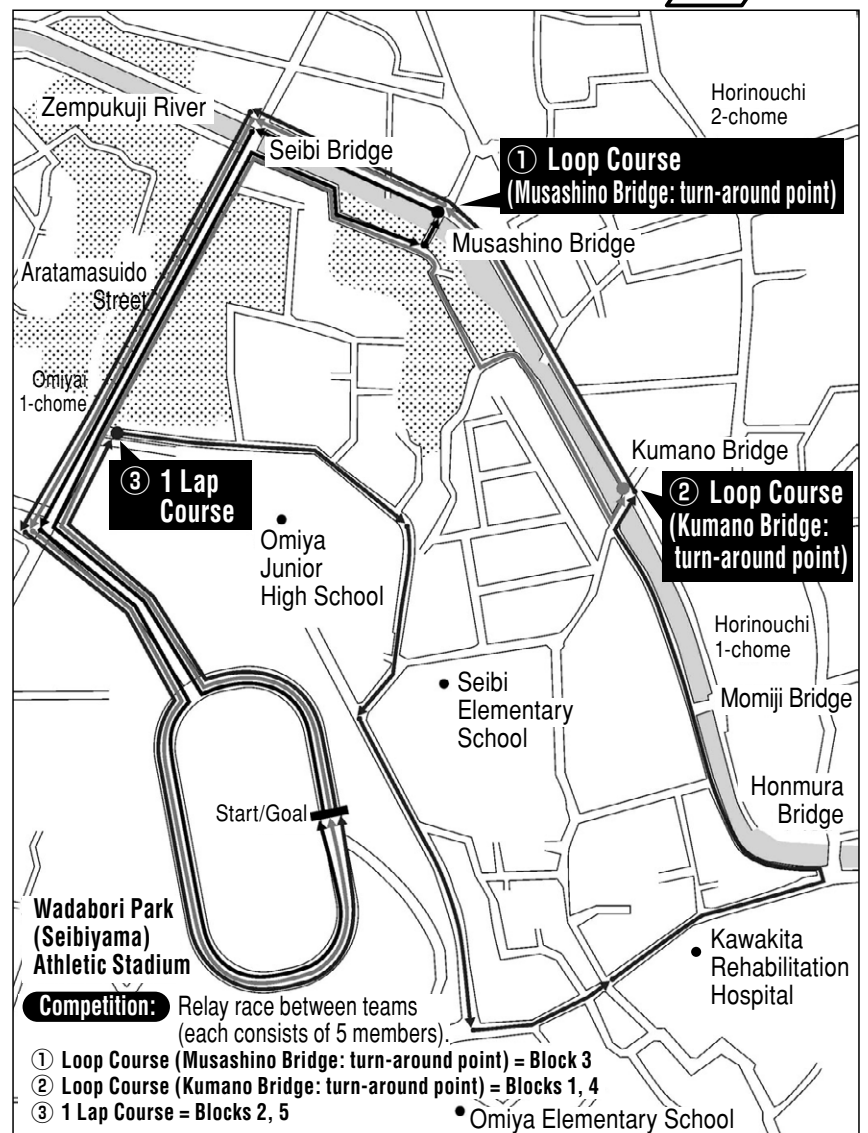 Zempukuji River
Seibi Bridge
Horinouchi
2-chome
① Loop Course
(Musashino Bridge: turn-around point)
Musashino Bridge
Aratamasuido
Street
Omiya
1-chome
③ 1 Lap
Course
Omiya
Junior
High School
Kumano Bridge
② Loop Course
(Kumano Bridge:
turn-around point)
Horinouchi
1-chome
Seibi
Elementary
School
Momiji Bridge
Honmura
Bridge
Start/Goal
Wadabori Park
(Seibiyama)
Athletic Stadium
Kawakita
Rehabilitation
Hospital
Competition: Relay race between teams
(each consists of 5 members).
① Loop Course (Musashino Bridge: turn-around point) = Block 3
② Loop Course (Kumano Bridge: turn-around point) = Blocks 1, 4
③ 1 Lap Course = Blocks 2, 5
Omiya Elementary School